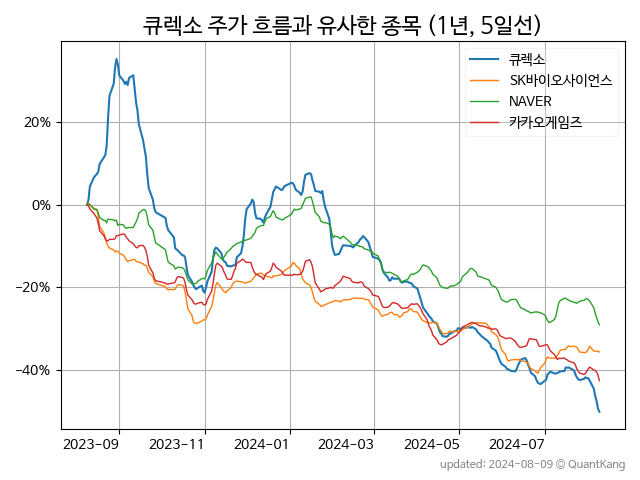 큐렉소 주가 흐름과 유사한 종목 (1년, 5일선)
큐렉소
SK바이오사이언스
NAVER
카카오게임즈
20%
0%
−20%
−40%
2023-09 2023-11 2024-01 2024-03 2024-05 2024-07
updated: 2024-08-09 © QuantKang